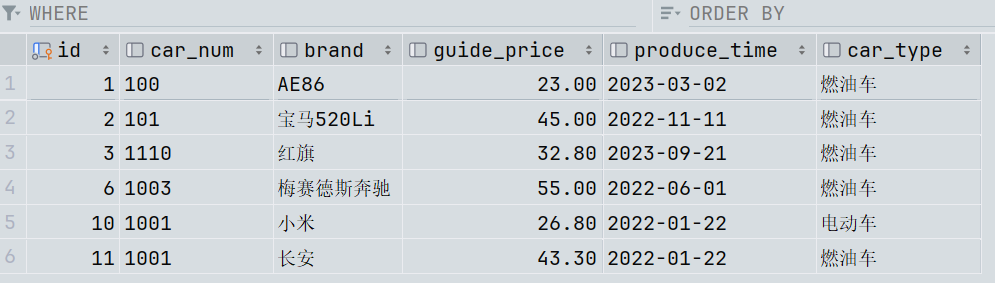 WHERE ORDER BY
id car_num brand guide_price produce_time car_type
1 1 100 AE86 23.00 2023-03-02 燃油车
2 2 101 宝马520Li 45.00 2022-11-11 燃油车
3 3 1110 红旗 32.80 2023-09-21 燃油车
4 6 1003 梅赛德斯奔驰 55.00 2022-06-01 燃油车
5 10 1001 小米 26.80 2022-01-22 电动车
6 11 1001 长安 43.30 2022-01-22 燃油车